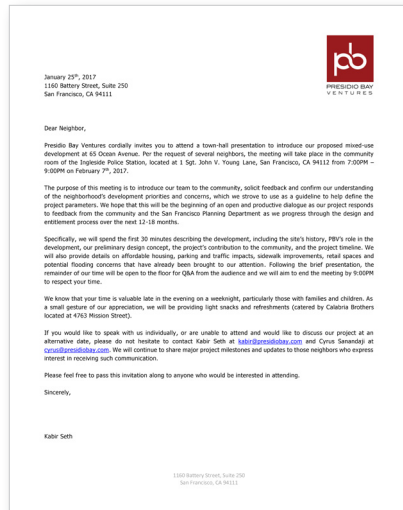 pb
PRESIDIO BAY
VENTURES
January 25th, 2017
1160 Battery Street, Suite 250
San Francisco, CA 94111
Dear Neighbor,
Presidio Bay Ventures cordially invites you to attend a town-hall presentation to introduce our proposed mixed-use
development at 65 Ocean Avenue. Per the request of several neighbors, the meeting will take place in the community
room of the Ingleside Police Station, located at 1 Sgt. John V. Young Lane, San Francisco, CA 94112 from 7:00PM –
9:00PM on February 7th, 2017.
The purpose of this meeting is to introduce our team to the community, solicit feedback and confirm our understanding
of the neighborhood's development priorities and concerns, which we strove to use as a guideline to help define the
project parameters. We hope that this will be the beginning of an open and productive dialogue as our project responds
to feedback from the community and the San Francisco Planning Department as we progress through the design and
entitlement process over the next 12-18 months.
Specifically, we will spend the first 30 minutes describing the development, including the site's history, PBV's role in the
development, our preliminary design concept, the project's contribution to the community, and the project timeline. We
will also provide details on affordable housing, parking and traffic impacts, sidewalk improvements, retail spaces and
potential flooding concerns that have already been brought to our attention. Following the brief presentation, the
remainder of our time will be open to the floor for Q&A from the audience and we will aim to end the meeting by 9:00PM
to respect your time.
We know that your time is valuable late in the evening on a weeknight, particularly those with families and children. As
a small gesture of our appreciation, we will be providing light snacks and refreshments (catered by Calabria Brothers
located at 4763 Mission Street).
If you would like to speak with us individually, or are unable to attend and would like to discuss our project at an
alternative date, please do not hesitate to contact Kabir Seth at kabir@presidiobay.com and Cyrus Sanandaji at
cyrus@presidiobay.com. We will continue to share major project milestones and updates to those neighbors who express
interest in receiving such communication.
Please feel free to pass this invitation along to anyone who would be interested in attending.
Sincerely,
Kabir Seth
1160 Battery Street, Suite 250
San Francisco, CA 94111